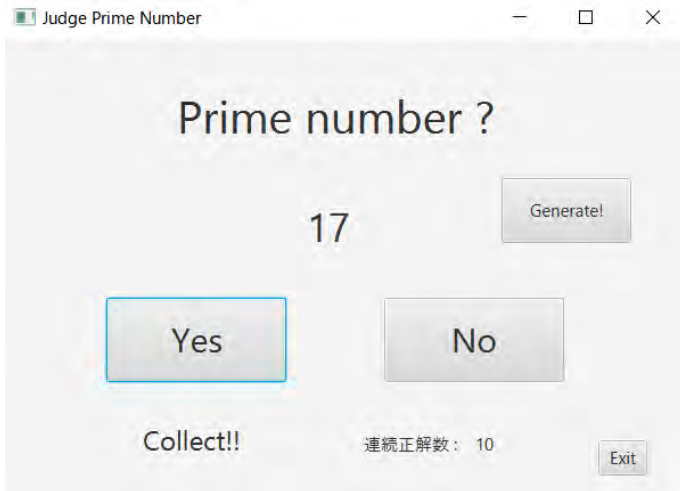 Judge Prime Number
Prime number ?
17
Generate!
Yes
No
Collect!!
連続正解数： 10
Exit